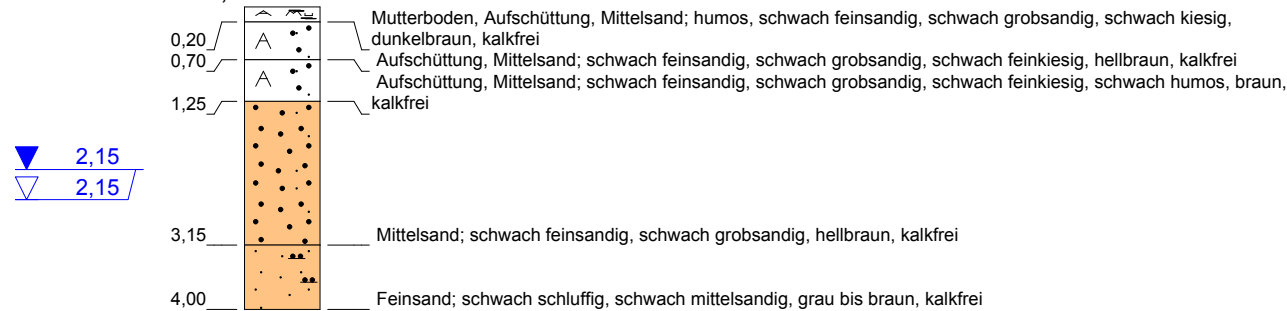 Mutterboden, Aufschüttung, Mittelsand; humos, schwach feinsandig, schwach grobsandig, schwach kiesig,
0,20 dunkelbraun, kalkfrei
0,70 Aufschüttung, Mittelsand; schwach feinsandig, schwach grobsandig, schwach feinkiesig, hellbraun, kalkfrei
Aufschüttung, Mittelsand; schwach feinsandig, schwach grobsandig, schwach feinkiesig, schwach humos, braun,
1,25 kalkfrei
2,15
2,15
3,15 Mittelsand; schwach feinsandig, schwach grobsandig, hellbraun, kalkfrei
4,00 Feinsand; schwach schluffig, schwach mittelsandig, grau bis braun, kalkfrei